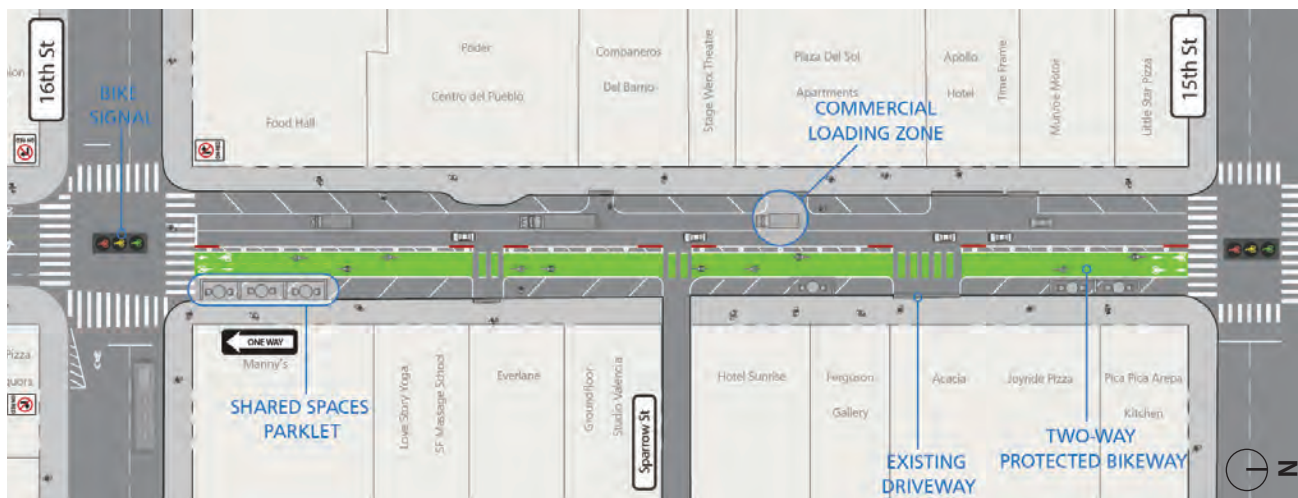 16th St
BIKE
SIGNAL
Food Hall
Poder
Centro del Pueblo
Companeros
Del Barrio
Stage Werx Theatre
Plaza Del Sol
Apartments
COMMERCIAL
LOADING ZONE
Apollo
Hotel
Time Frame
Munroe Motor
Little Star Pizza
15th St
Pizza
ONE WAY
Manny's
SHARED SPACES
PARKLET
Love Story Yoga
SF Massage School
Everlane
Groundfloor
Studio Valencia
Sparrow St
Hotel Sunrise
Ferguson
Gallery
Acacia
EXISTING
DRIVEWAY
Joyride Pizza
Pica Pica Arepa
Kitchen
TWO-WAY
PROTECTED BIKEWAY
N